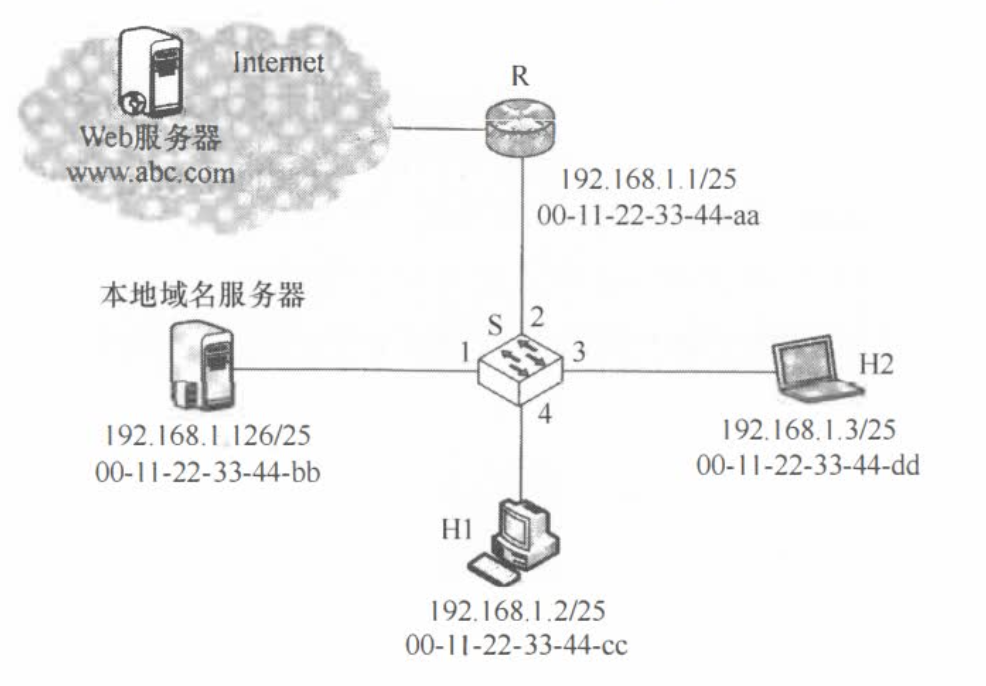 Internet
Web服务器
www.abc.com
R
192.168.1.1/25
00-11-22-33-44-aa
本地域名服务器
S
2
1
3
4
192.168.1.126/25
00-11-22-33-44-bb
H2
192.168.1.3/25
00-11-22-33-44-dd
H1
192.168.1.2/25
00-11-22-33-44-cc